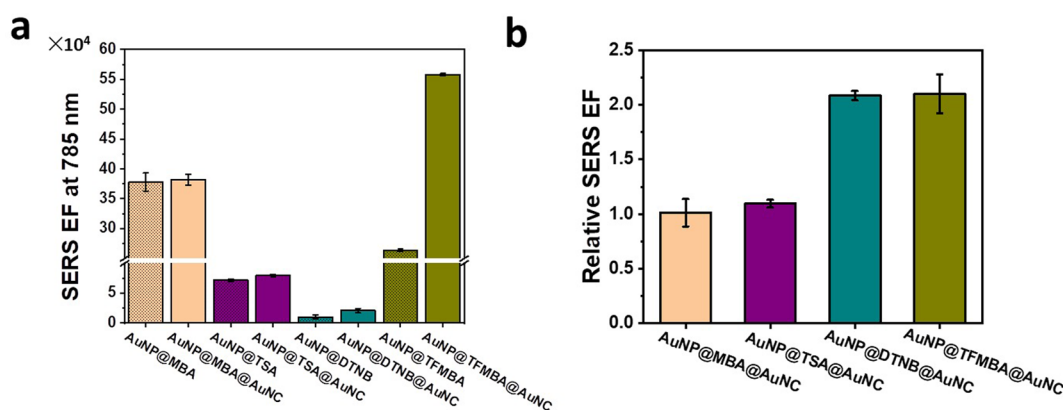 a
×10⁴
SERS EF at 785 nm
60
55
50
45
40
35
30
25
5
0
AuNP@MBA
AuNP@MBA@AuNC
AuNP@TSA
AuNP@TSA@AuNC
AuNP@DTNB
AuNP@DTNB@AuNC
AuNP@TFMBA
AuNP@TFMBA@AuNC
b
Relative SERS EF
2.5
2.0
1.5
1.0
0.5
0.0
AuNP@MBA@AuNC
AuNP@TSA@AuNC
AuNP@DTNB@AuNC
AuNP@TFMBA@AuNC